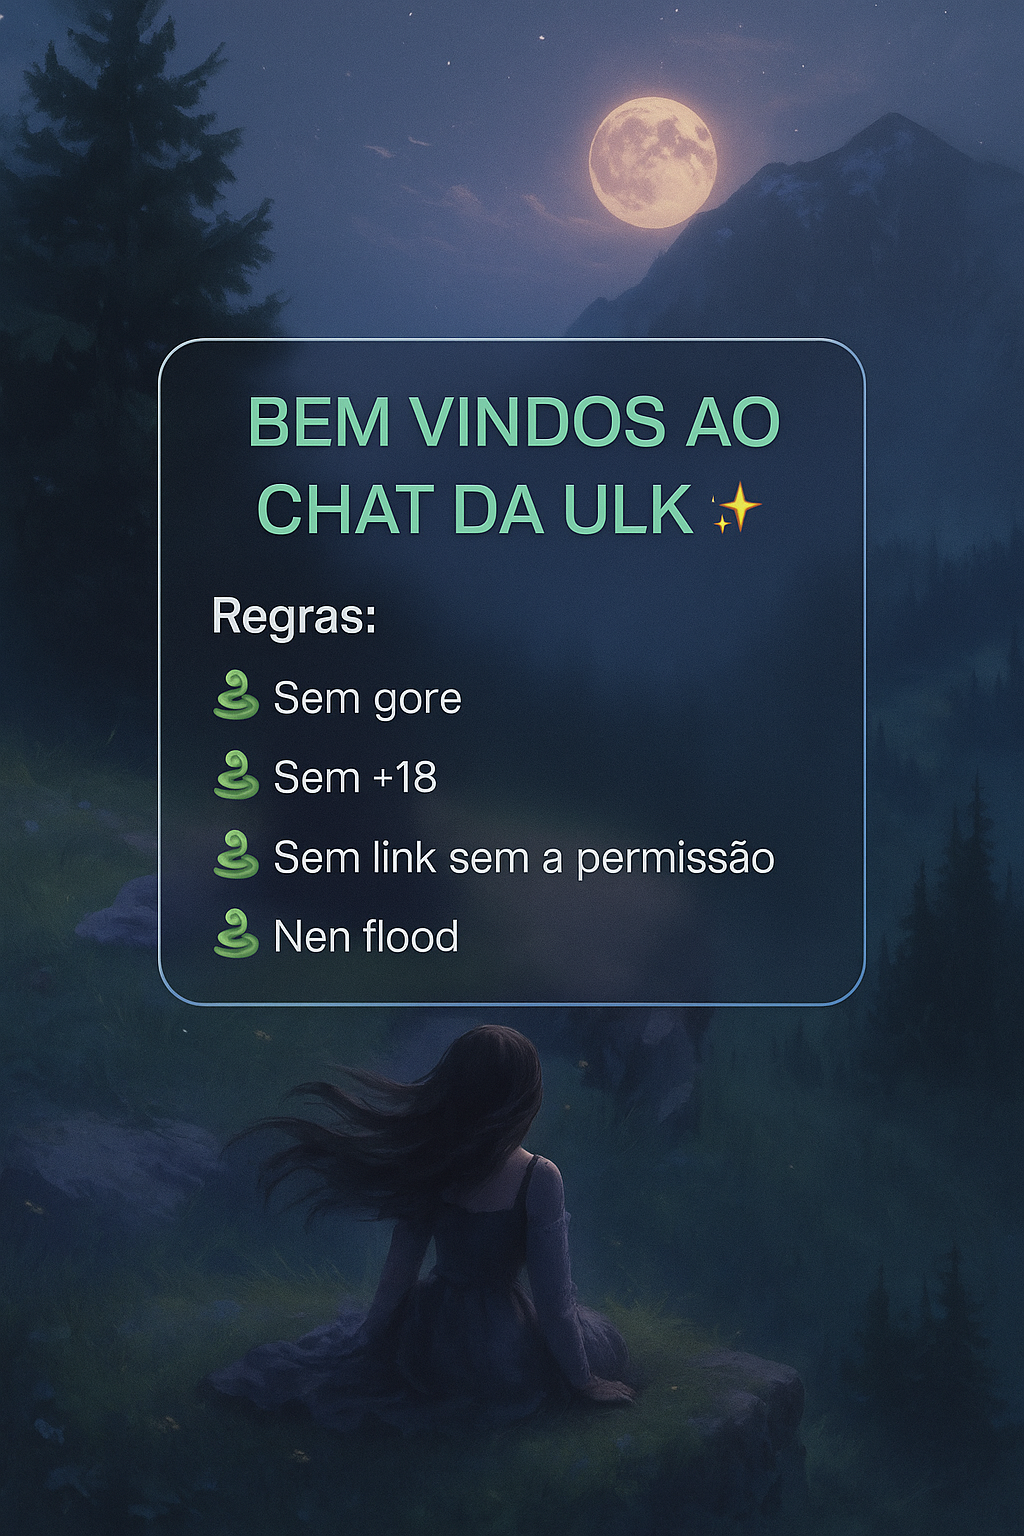 BEM VINDOS AO
CHAT DA ULK ✨
Regras:
🐍 Sem gore
🐍 Sem +18
🐍 Sem link sem a permissão
🐍 Nen flood